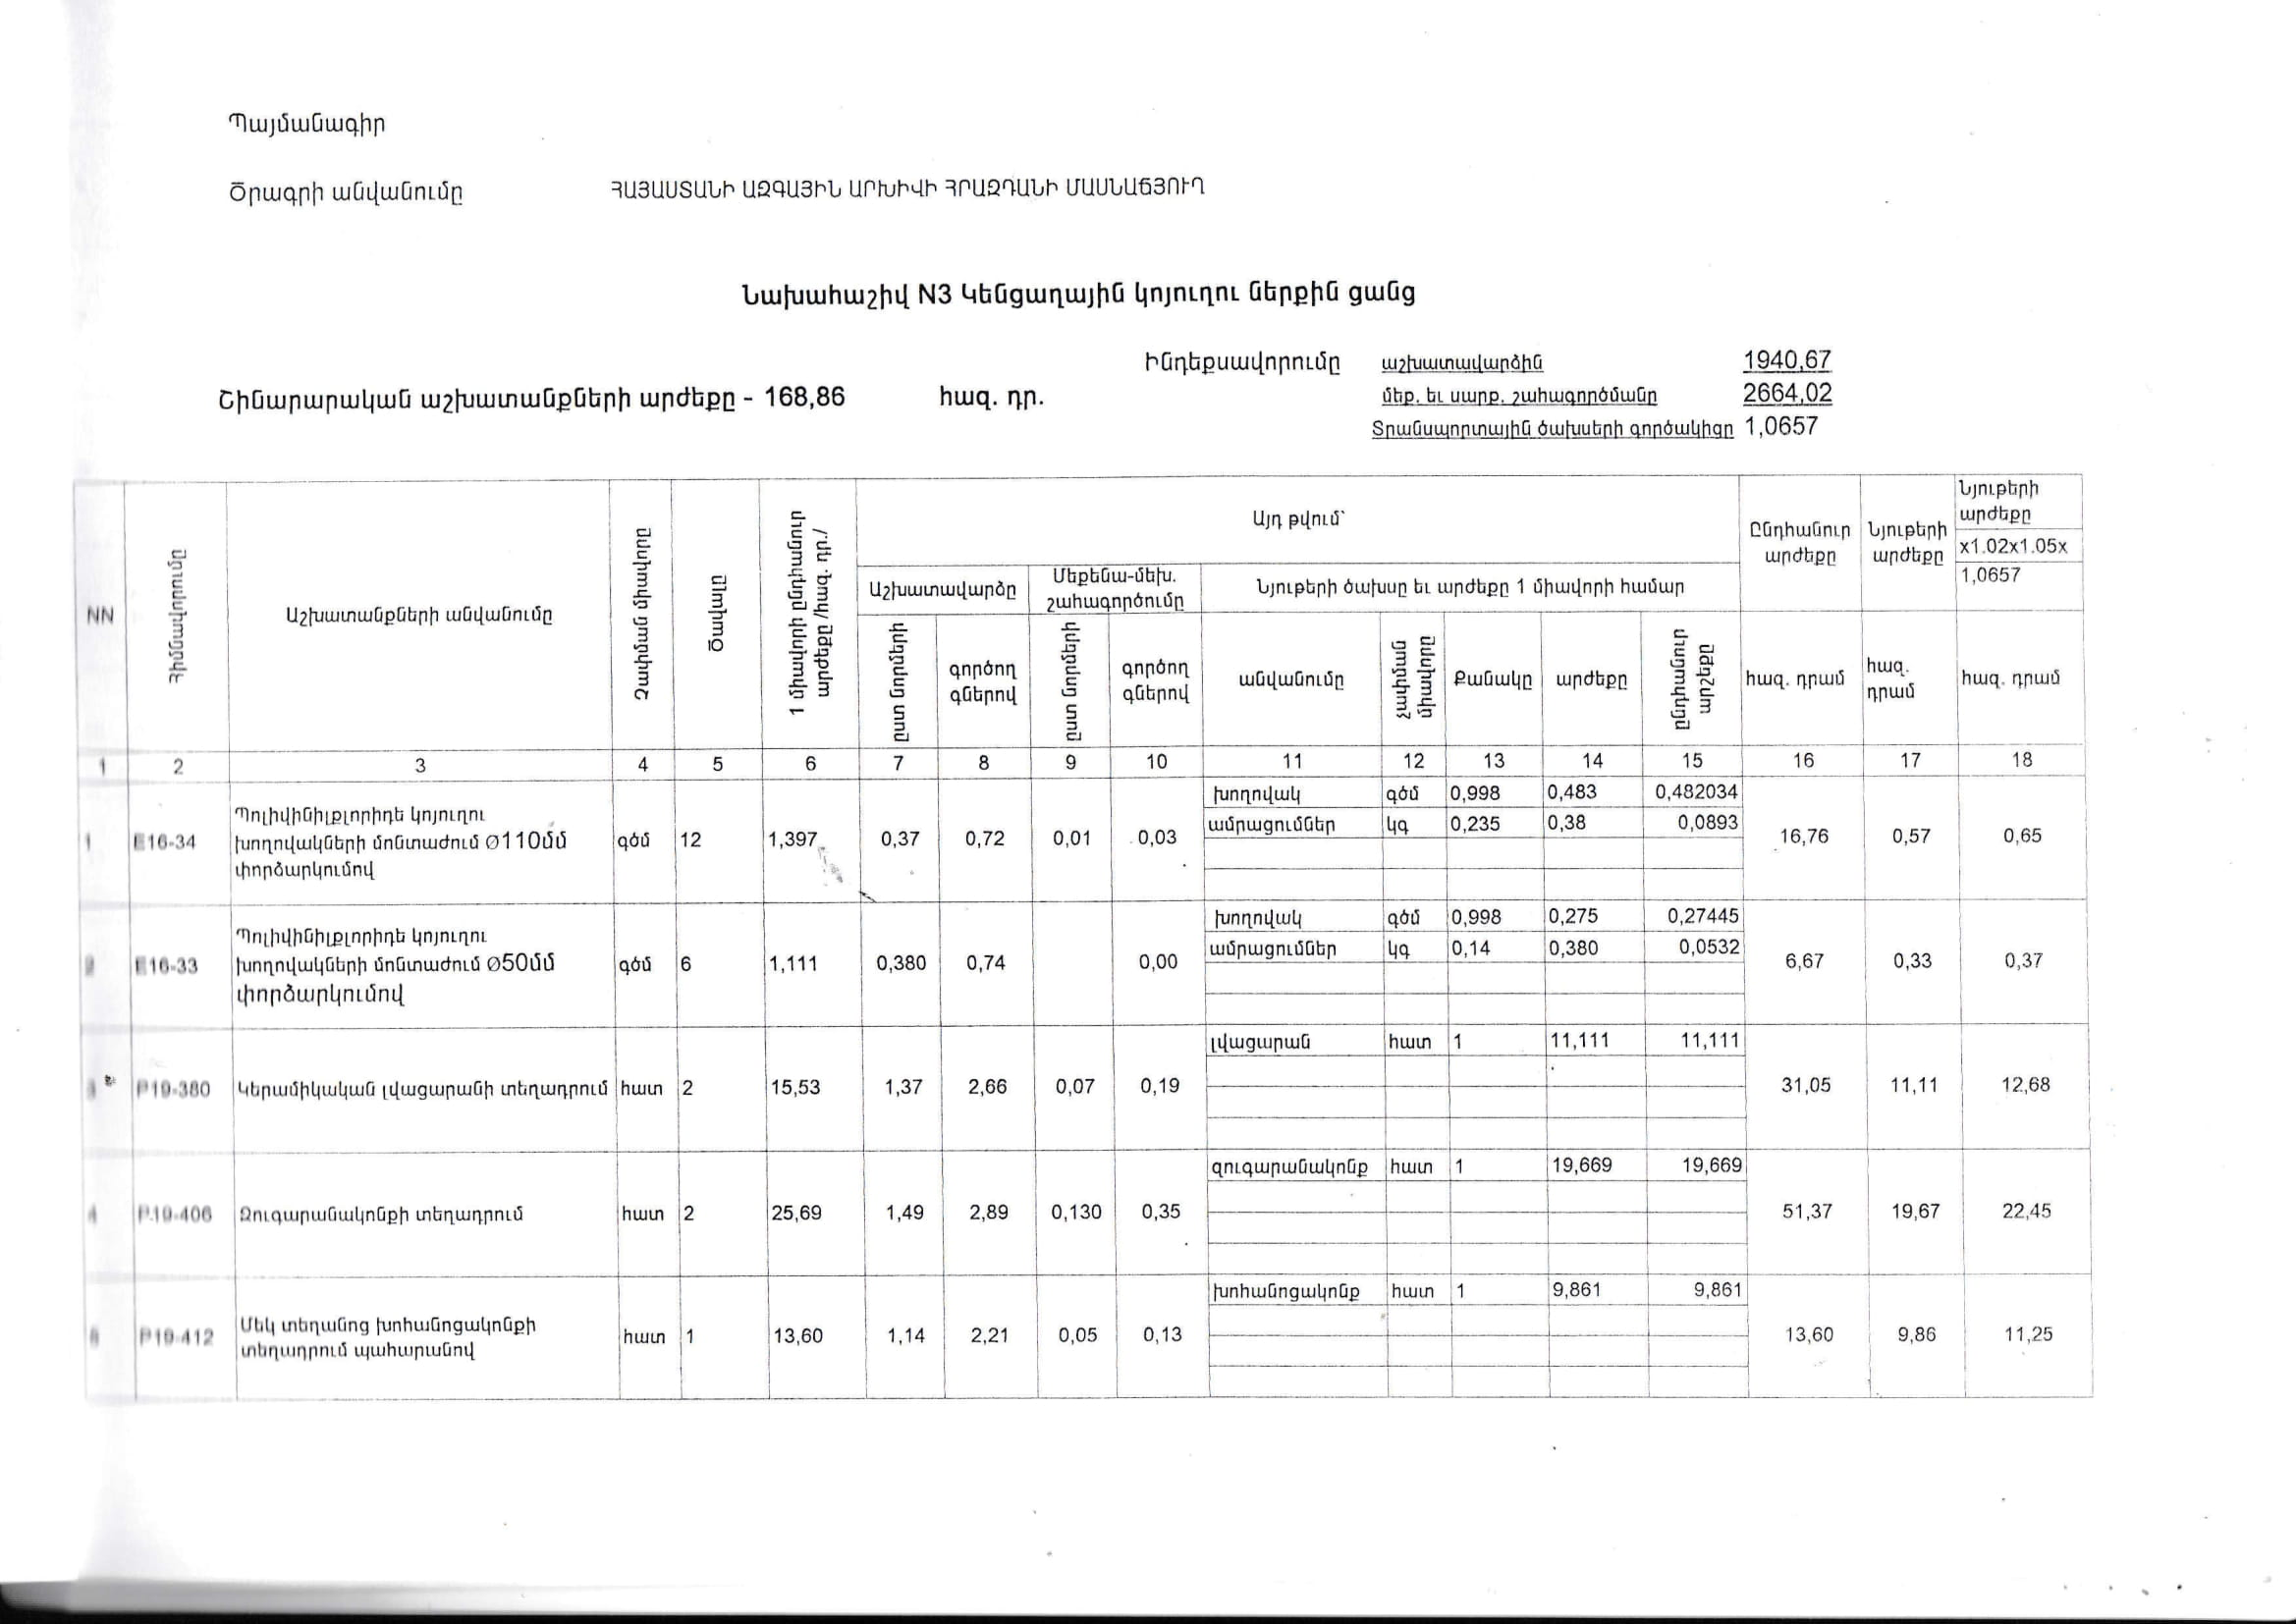 Պայմանագիր
Ծրագրի անվանումը ՀԱՅԱՍՏԱՆԻ ԱԶԳԱՅԻՆ ԱՐԽԻՎԻ ՀՐԱԶԴԱՆԻ ՄԱՍՆԱՃՅՈՒՂ
Նախահաշիվ N3 Կենցաղային կոյուղու ներքին ցանց
Ինդեքսավորումը աշխատավարձին 1940,67
Շինարարական աշխատանքների արժեքը - 168,86 հազ. դր.
մեք. եւ սարք. շահագործմանը 2664,02
Տրանսպորտային ծախսերի գործակիցը 1,0657
NN
Հիմնավորումը
Աշխատանքների անվանումը
Չափման միավորը
Ծավալը
1 միավորի ընդհանուր
արժեքը /հազ. դր./
Այդ թվում՝
Աշխատավարձը
Մեքենա-մեխ.
շահագործումը
Նյութերի ծախսը եւ արժեքը 1 միավորի համար
ըստ նորմերի
գործող
գներով
ըստ նորմերի
գործող
գներով
անվանումը
չափման
միավորը
Քանակը
արժեքը
ընդհանուր
արժեքը
Ընդհանուր
արժեքը
հազ. դրամ
Նյութերի
արժեքը
հազ.
դրամ
Նյութերի
արժեքը
x1.02x1.05x
1,0657
հազ. դրամ
1 2 3 4 5 6 7 8 9 10 11 12 13 14 15 16 17 18
1 E16-34 Պոլիվինիլքլորիդե կոյուղու
խողովակների մոնտաժում ∅110մմ
փորձարկումով
գծմ 12 1,397 0,37 0,72 0,01 0,03
խողովակ գծմ 0,998 0,483 0,482034
ամրացումներ կգ 0,235 0,38 0,0893
16,76 0,57 0,65
2 E16-33 Պոլիվինիլքլորիդե կոյուղու
խողովակների մոնտաժում ∅50մմ
փորձարկումով
գծմ 6 1,111 0,380 0,74 0,00
խողովակ գծմ 0,998 0,275 0,27445
ամրացումներ կգ 0,14 0,380 0,0532
6,67 0,33 0,37
3 P19-380 Կերամիկական լվացարանի տեղադրում հատ 2 15,53 1,37 2,66 0,07 0,19
լվացարան հատ 1 11,111 11,111
31,05 11,11 12,68
4 P.19-406 Զուգարանակոնքի տեղադրում հատ 2 25,69 1,49 2,89 0,130 0,35
զուգարանակոնք հատ 1 19,669 19,669
51,37 19,67 22,45
P19-412 Մեկ տեղանոց խոհանոցակոնքի
տեղադրում պահարանով
հատ 1 13,60 1,14 2,21 0,05 0,13
խոհանոցակոնք հատ 1 9,861 9,861
13,60 9,86 11,25